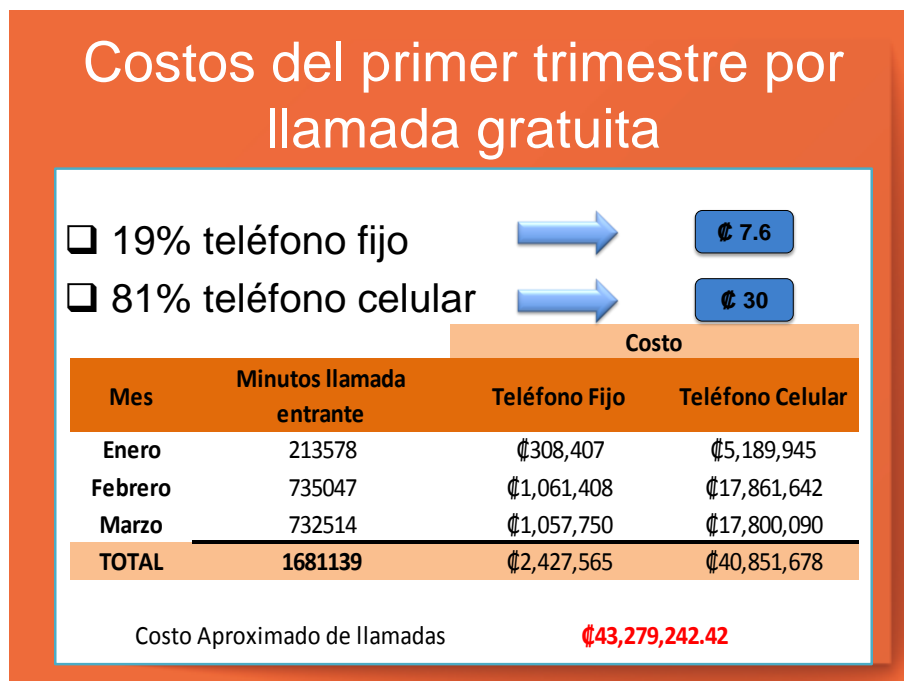 Costos del primer trimestre por
llamada gratuita
❑ 19% teléfono fijo
₡ 7.6
❑ 81% teléfono celular
₡ 30
Costo
Mes Minutos llamada entrante Teléfono Fijo Teléfono Celular
Enero 213578 ₡308,407 ₡5,189,945
Febrero 735047 ₡1,061,408 ₡17,861,642
Marzo 732514 ₡1,057,750 ₡17,800,090
TOTAL 1681139 ₡2,427,565 ₡40,851,678
Costo Aproximado de llamadas ₡43,279,242.42